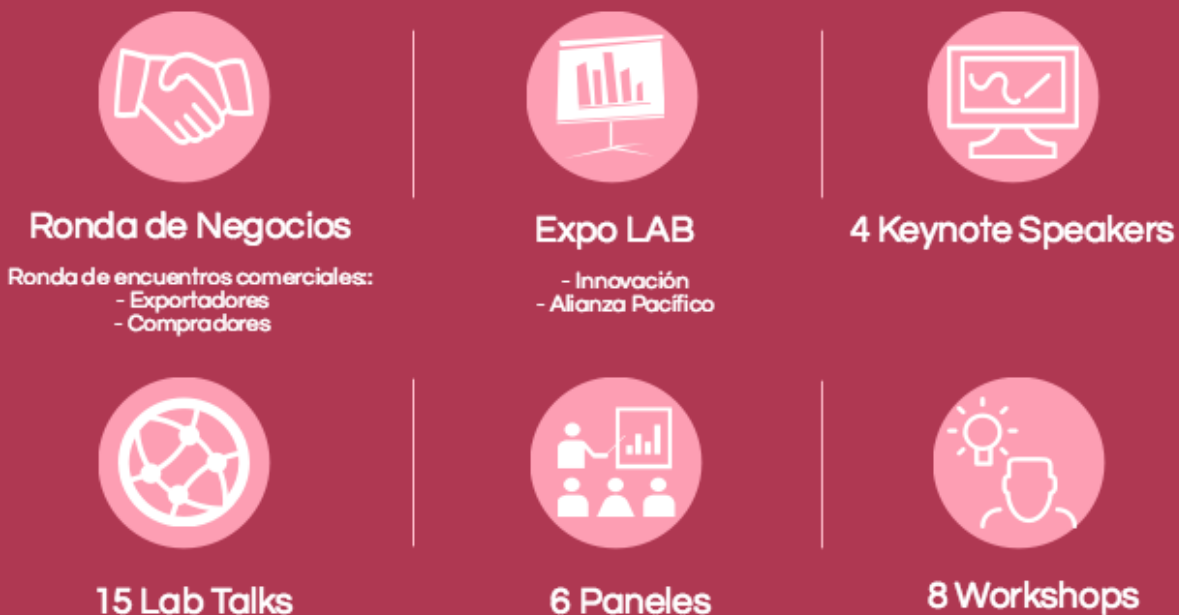 Ronda de Negocios
Ronda de encuentros comerciales::
- Exportadores
- Compradores
Expo LAB
- Innovación
- Alianza Pacífico
4 Keynote Speakers
15 Lab Talks
6 Paneles
8 Workshops